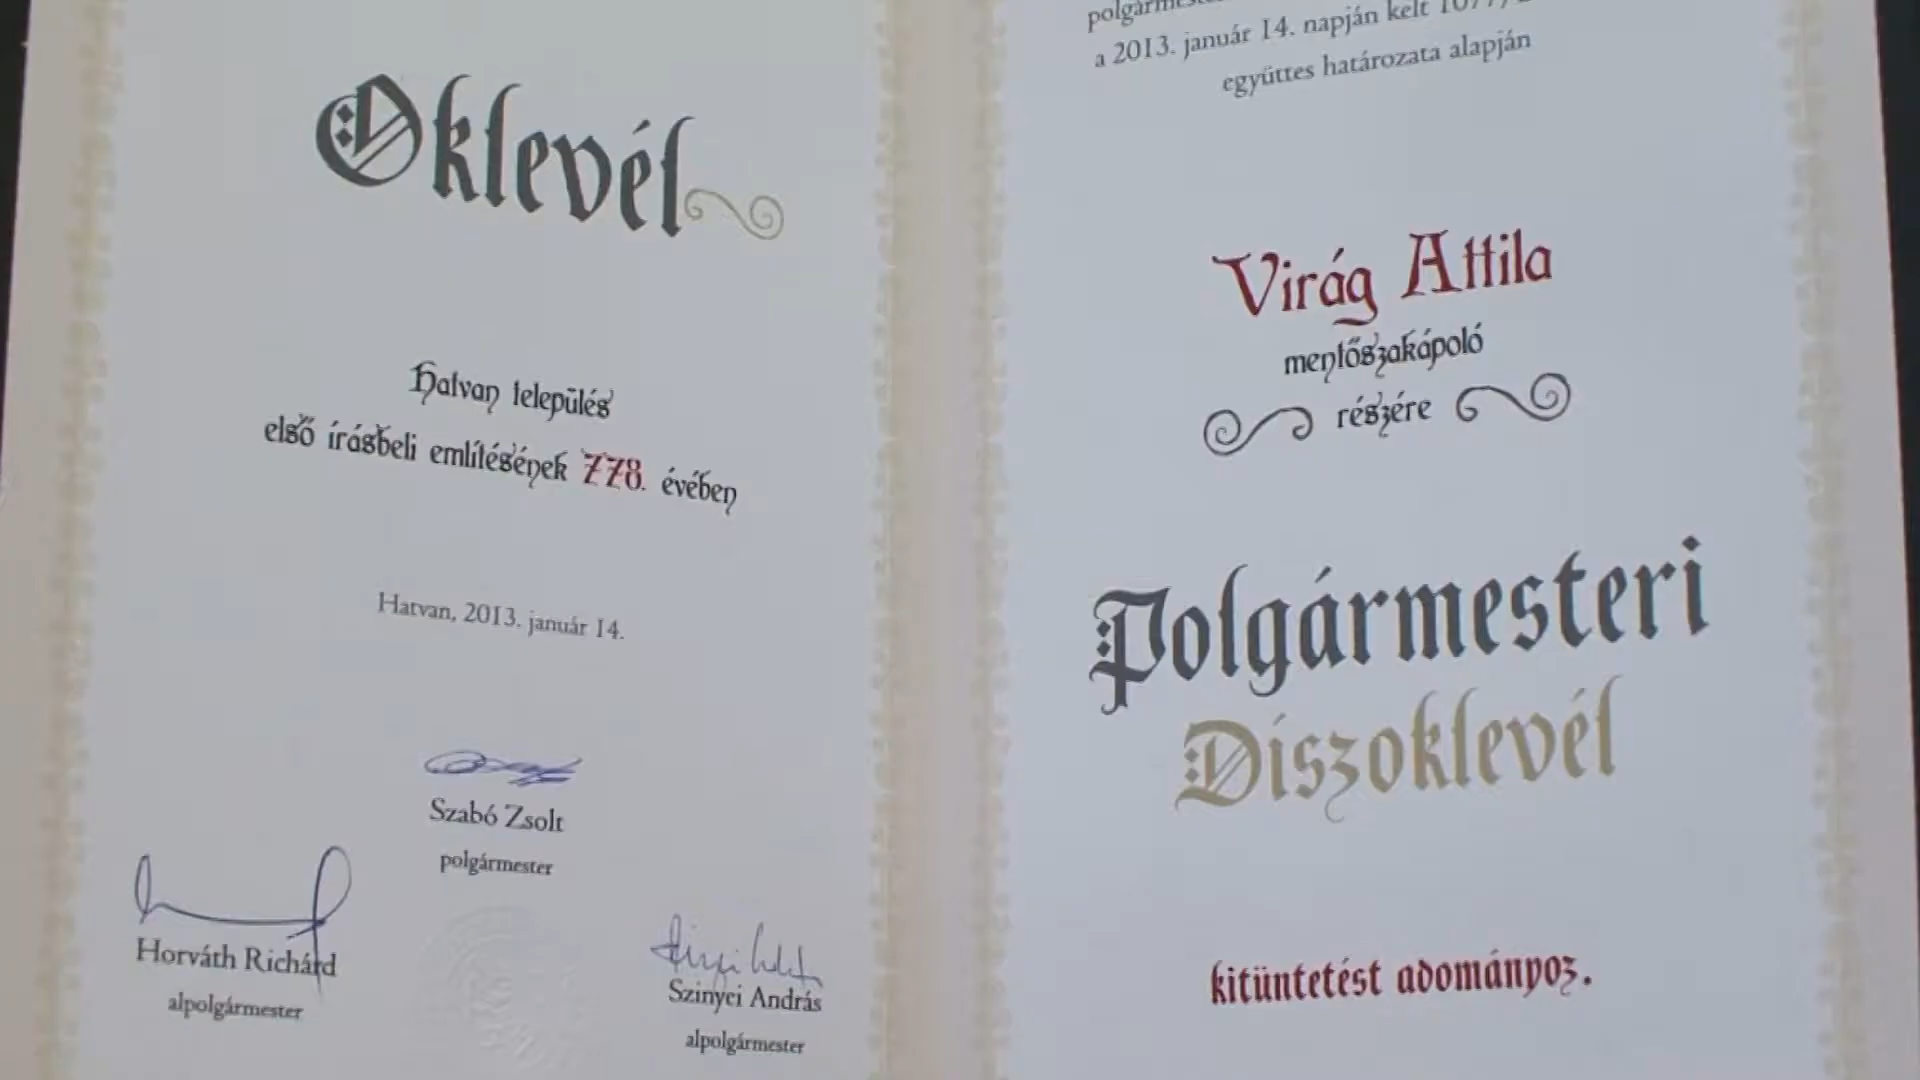 Oklevél
Hatvan település
első írásbeli említésének 778. évében
Hatvan, 2013. január 14.
Szabó Zsolt
polgármester
Horváth Richárd
alpolgármester
Szinyei András
alpolgármester
a 2013. január 14. napján kelt
együttes határozata alapján
Virág Attila
mentőszakápoló
részére
Polgármesteri
Díszoklevél
kitüntetést adományoz.